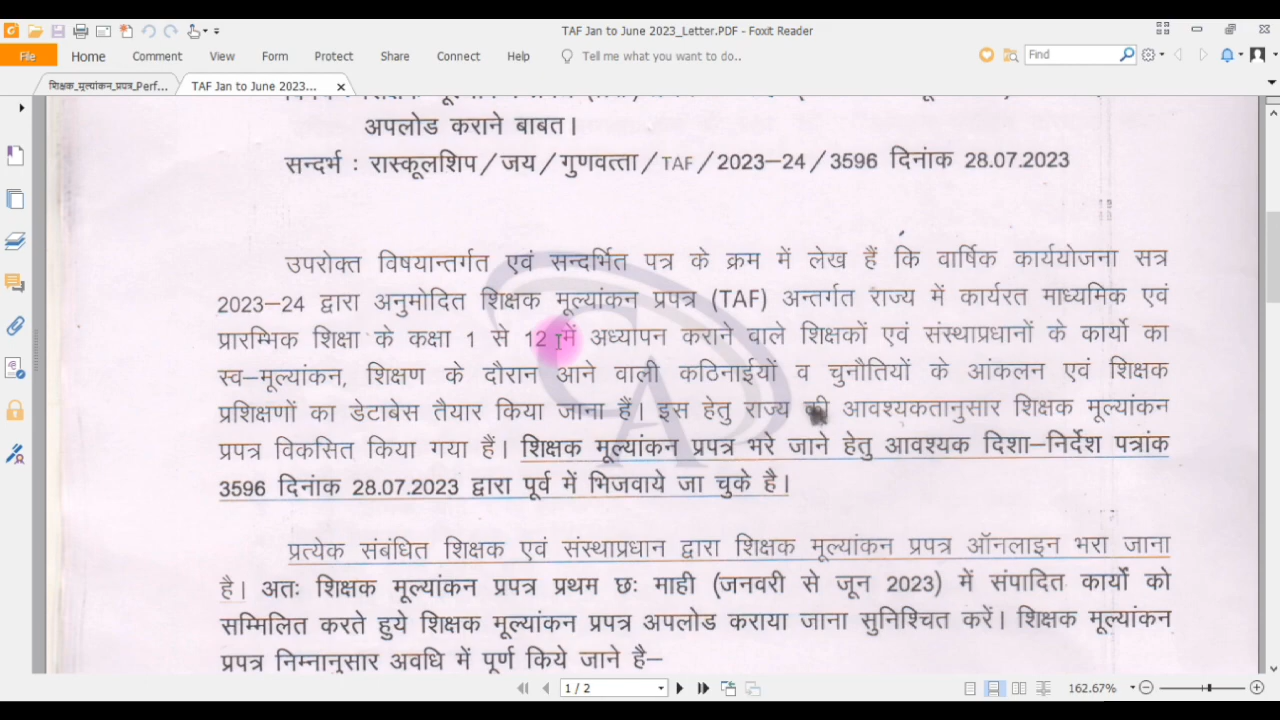 TAF Jan to June 2023_Letter.PDF - Foxit Reader
File Home Comment View Form Protect Share Connect Help Tell me what you want to do.. Find
शिक्षक_मूल्यांकन_प्रपत्र_Perf... TAF Jan to June 2023...
अपलोड कराने बाबत।
सन्दर्भ : रास्कूलशिप/जय/गुणवत्ता/TAF/2023–24/3596 दिनांक 28.07.2023
उपरोक्त विषयान्तर्गत एवं सन्दर्भित पत्र के क्रम में लेख हैं कि वार्षिक कार्ययोजना सत्र
2023–24 द्वारा अनुमोदित शिक्षक मूल्यांकन प्रपत्र (TAF) अन्तर्गत राज्य में कार्यरत माध्यमिक एवं
प्रारम्भिक शिक्षा के कक्षा 1 से 12 में अध्यापन कराने वाले शिक्षकों एवं संस्थाप्रधानों के कार्यो का
स्व–मूल्यांकन, शिक्षण के दौरान आने वाली कठिनाईयों व चुनौतियों के आंकलन एवं शिक्षक
प्रशिक्षणों का डेटाबेस तैयार किया जाना हैं। इस हेतु राज्य की आवश्यकतानुसार शिक्षक मूल्यांकन
प्रपत्र विकसित किया गया हैं। शिक्षक मूल्यांकन प्रपत्र भरे जाने हेतु आवश्यक दिशा–निर्देश पत्रांक
3596 दिनांक 28.07.2023 द्वारा पूर्व में भिजवाये जा चुके है।
प्रत्येक संबंधित शिक्षक एवं संस्थाप्रधान द्वारा शिक्षक मूल्यांकन प्रपत्र ऑनलाइन भरा जाना
है। अतः शिक्षक मूल्यांकन प्रपत्र प्रथम छः माही (जनवरी से जून 2023) में संपादित कार्यों को
सम्मिलित करते हुये शिक्षक मूल्यांकन प्रपत्र अपलोड कराया जाना सुनिश्चित करें। शिक्षक मूल्यांकन
प्रपत्र निम्नानुसार अवधि में पूर्ण किये जाने है–
1 / 2 162.67%